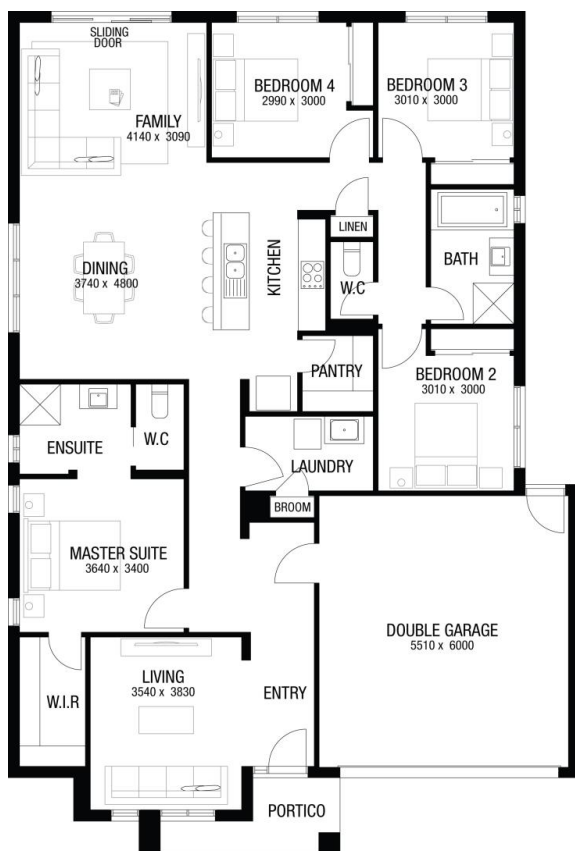 SLIDING
DOOR
FAMILY
4140 x 3090
BEDROOM 4
2990 x 3000
BEDROOM 3
3010 x 3000
LINEN
DINING
3740 x 4800
KITCHEN
W.C
BATH
PANTRY
BEDROOM 2
3010 x 3000
ENSUITE
W.C
LAUNDRY
BROOM
MASTER SUITE
3640 x 3400
DOUBLE GARAGE
5510 x 6000
W.I.R
LIVING
3540 x 3830
ENTRY
PORTICO